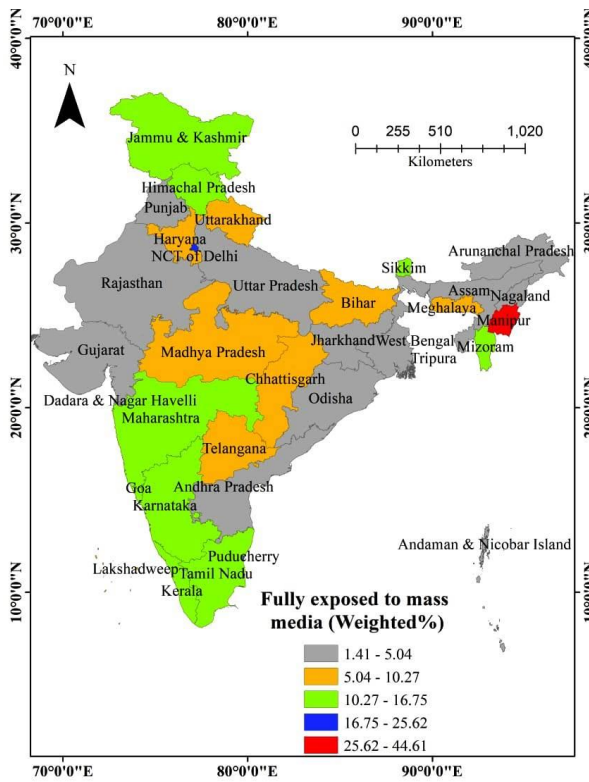 70°0'0"E 80°0'0"E 90°0'0"E
40°0'0"N 40°0'0"N
N
Jammu & Kashmir
0 255 510 1,020
Kilometers
Himachal Pradesh
Punjab
Uttarakhand
30°0'0"N 30°0'0"N
Haryana
NCT of Delhi
Arunanchal Pradesh
Sikkim
Rajasthan
Uttar Pradesh
Assam
Nagaland
Bihar
Meghalaya
Manipur
Jharkhand
West Bengal
Mizoram
Gujarat
Madhya Pradesh
Tripura
Chhattisgarh
Dadara & Nagar Havelli
Odisha
20°0'0"N 20°0'0"N
Maharashtra
Telangana
Goa
Andhra Pradesh
Karnataka
Andaman & Nicobar Island
Puducherry
Lakshadweep
Tamil Nadu
Kerala
10°0'0"N 10°0'0"N
Fully exposed to mass
media (Weighted%)
1.41 - 5.04
5.04 - 10.27
10.27 - 16.75
16.75 - 25.62
25.62 - 44.61
70°0'0"E 80°0'0"E 90°0'0"E